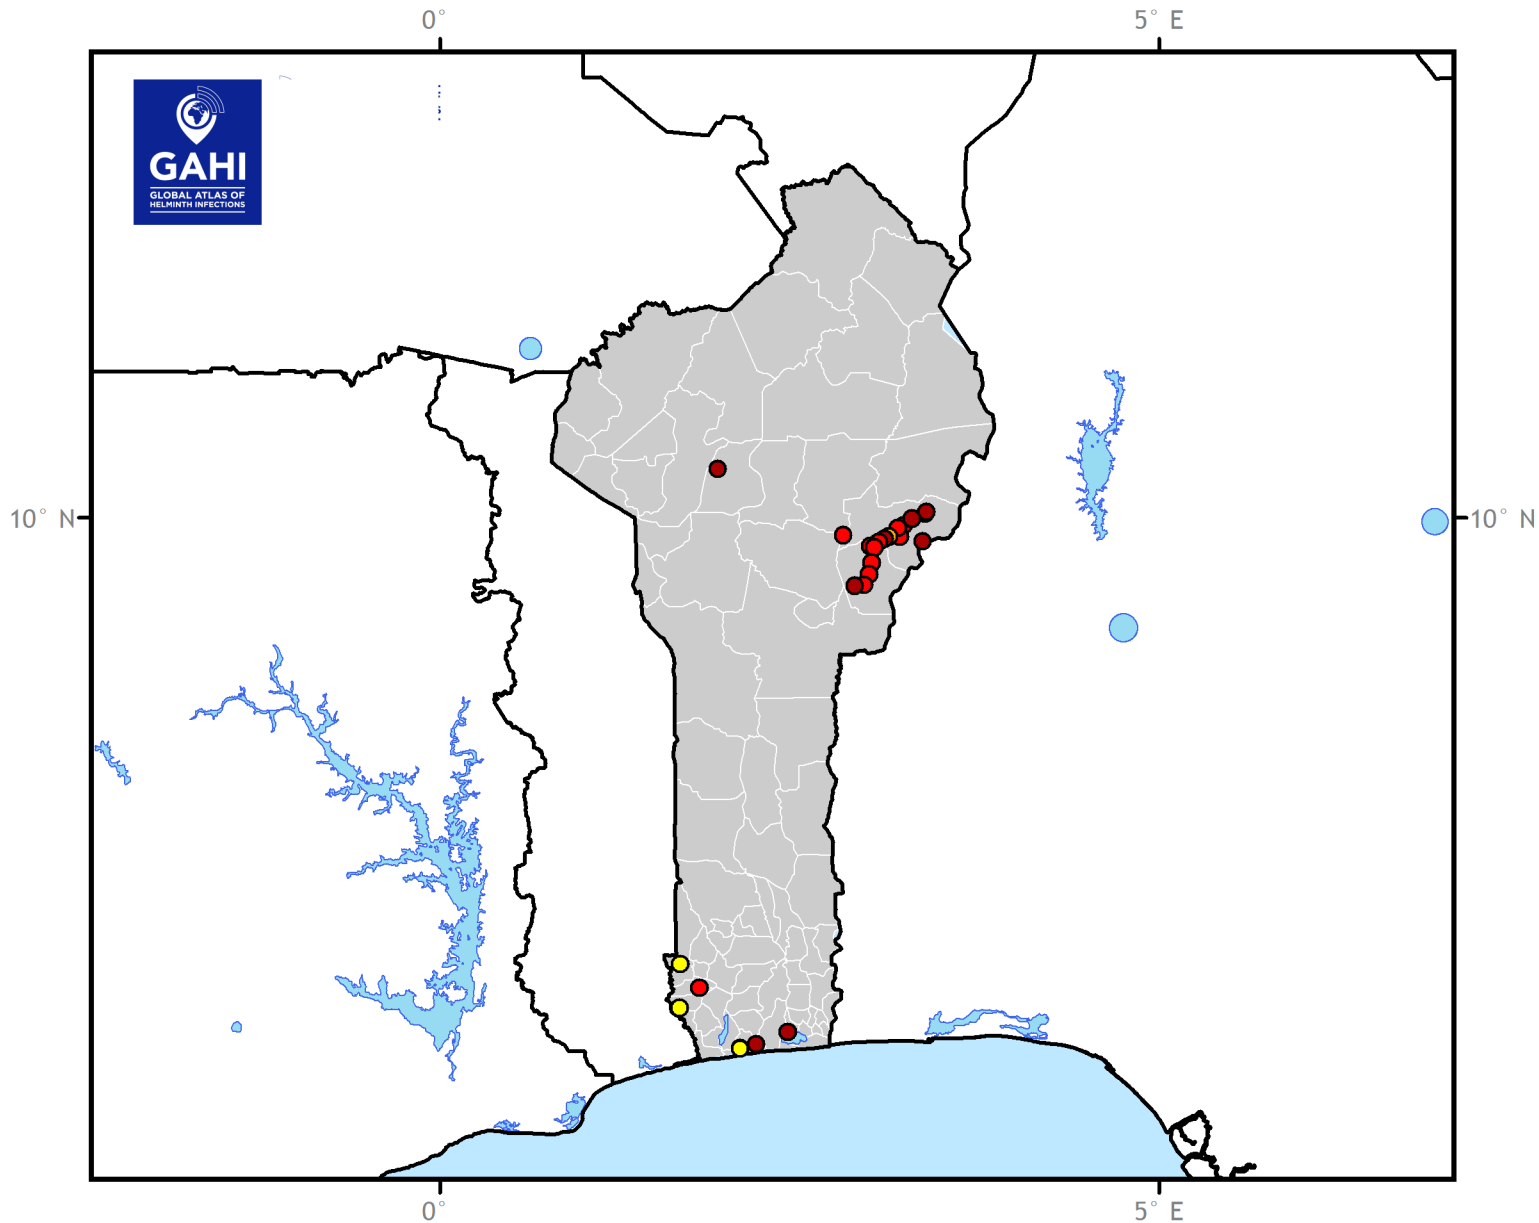 0° 5° E
GAHI
GLOBAL ATLAS OF
HELMINTH INFECTIONS
10° N 10° N
0° 5° E